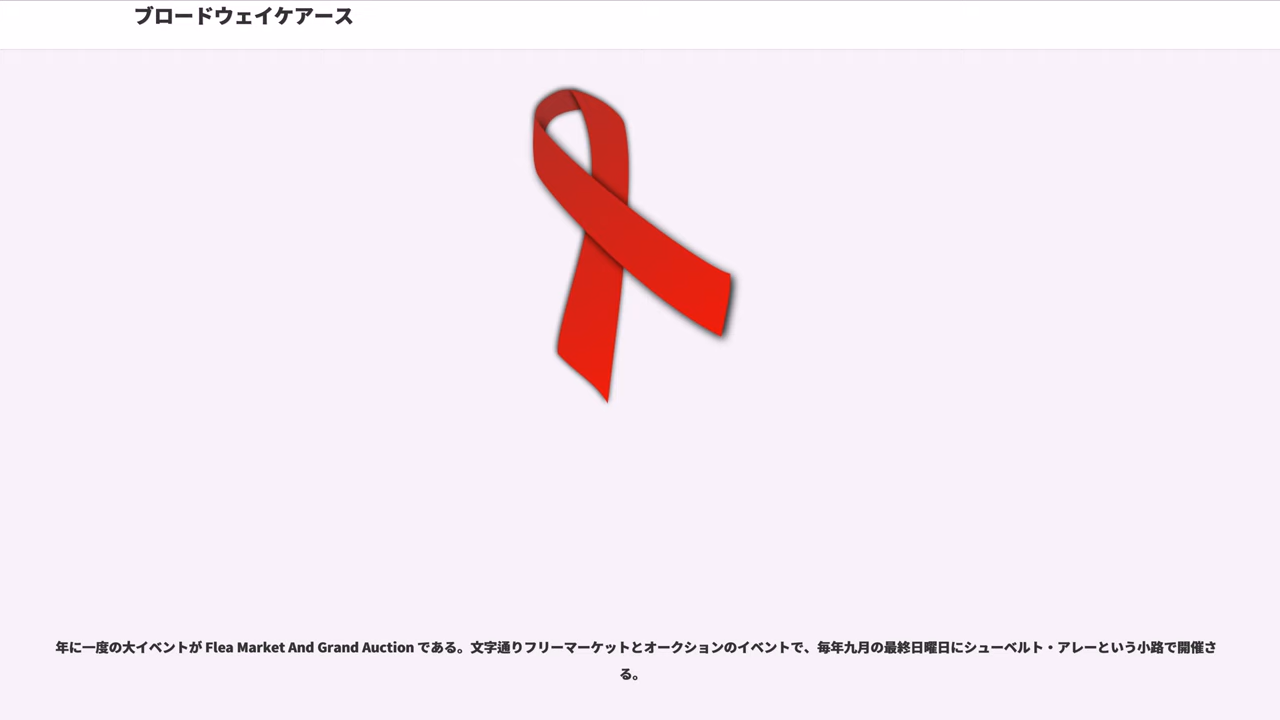 ブロードウェイケアース
年に一度の大イベントが Flea Market And Grand Auction である。文字通りフリーマーケットとオークションのイベントで、毎年九月の最終日曜日にシューベルト・アレーという小路で開催さ
る。